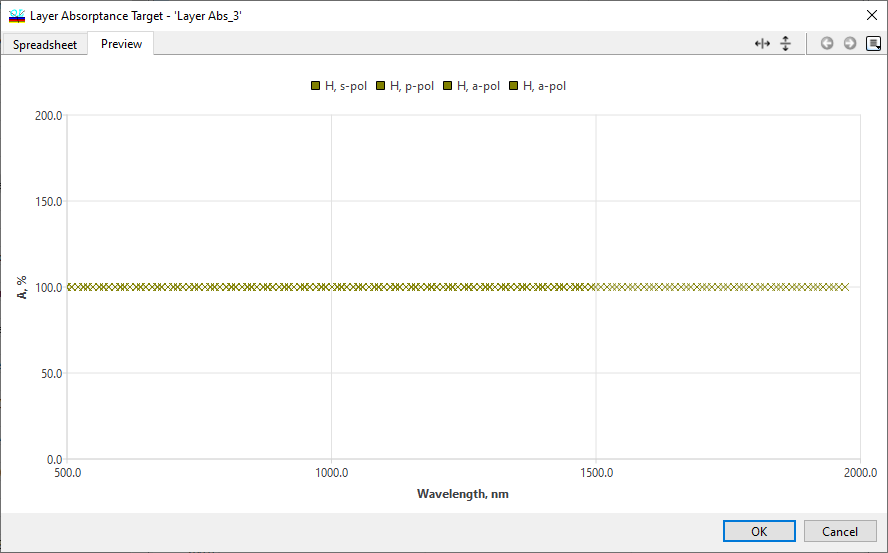 Layer Absorptance Target - 'Layer Abs_3'
Spreadsheet Preview
H, s-pol H, p-pol H, a-pol H, a-pol
200.0
150.0
100.0
50.0
0.0
A, %
500.0 1000.0 1500.0 2000.0
Wavelength, nm
OK Cancel